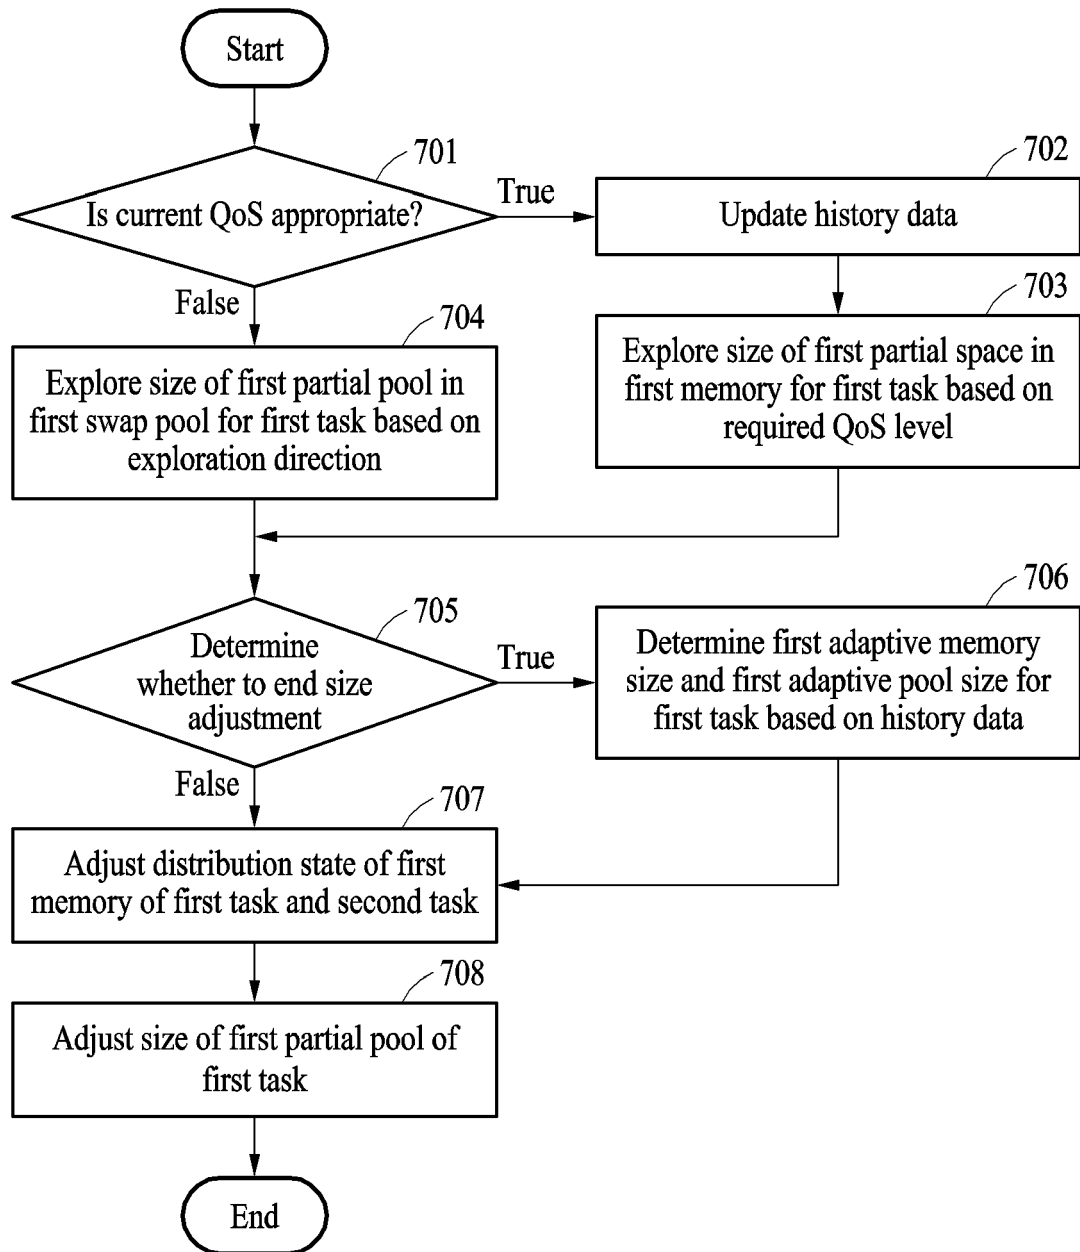 Start
701
Is current QoS appropriate?
True
702
Update history data
False
703
Explore size of first partial space in
first memory for first task based on
required QoS level
704
Explore size of first partial pool in
first swap pool for first task based on
exploration direction
705
Determine
whether to end size
adjustment
True
706
Determine first adaptive memory
size and first adaptive pool size for
first task based on history data
False
707
Adjust distribution state of first
memory of first task and second task
708
Adjust size of first partial pool of
first task
End